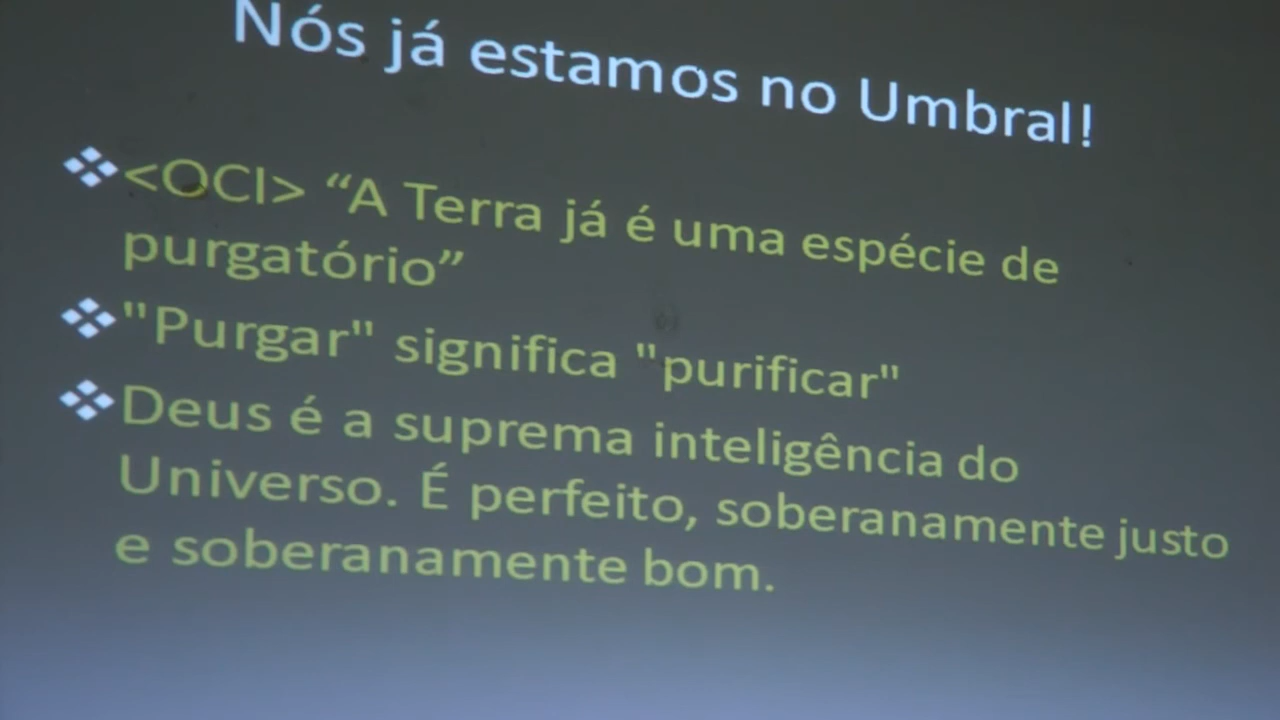 Nós já estamos no Umbral!
❖<OCI> “A Terra já é uma espécie de
purgatório”
❖"Purgar" significa "purificar"
❖Deus é a suprema inteligência do
Universo. É perfeito, soberanamente justo
e soberanamente bom.